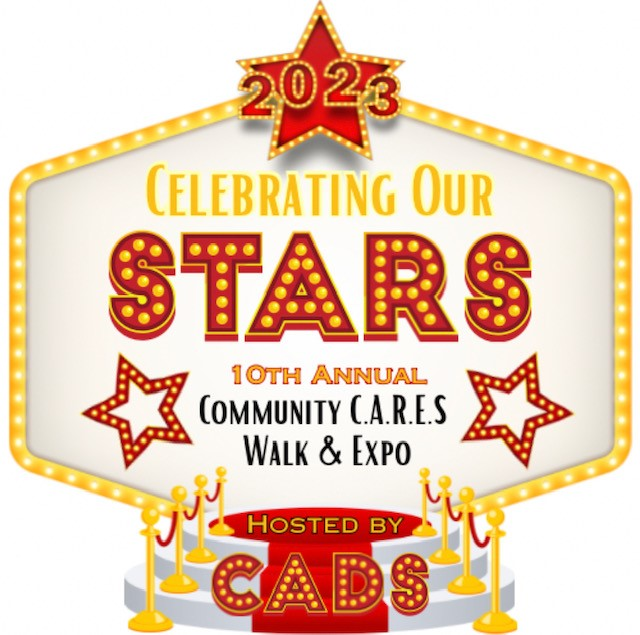 2023
Celebrating Our
STARS
10th Annual
Community C.A.R.E.S
Walk & Expo
Hosted by
CADS